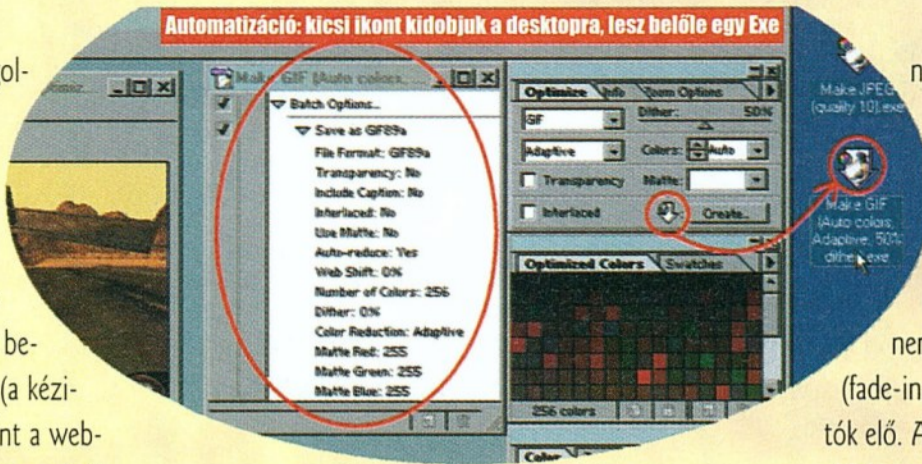 Automatizáció: kicsi ikont kidobjuk a desktopra, lesz belőle egy Exe
Make GIF (Auto colors,
Batch Options...
Save as GIF89a
File Format: GIF89a
Transparency: No
Include Caption: No
Interlaced: No
Use Matte: No
Auto-reduce: Yes
Web Shift: 0%
Number of Colors: 256
Dither: 0%
Color Reduction: Adaptive
Matte Red: 255
Matte Green: 255
Matte Blue: 255
Optimize Info Zoom Options
GIF
Dither: 50%
Adaptive
Colors: Auto
Transparency Matte:
Interlaced
Create...
Optimized Colors Swatches
256 colors
Color
Make JPEG
(quality 10).exe
Make GIF
(Auto colors,
Adaptive, 50%
dither).exe
be-
(a kézi-
nt a web-
(fade-in
tók elő.